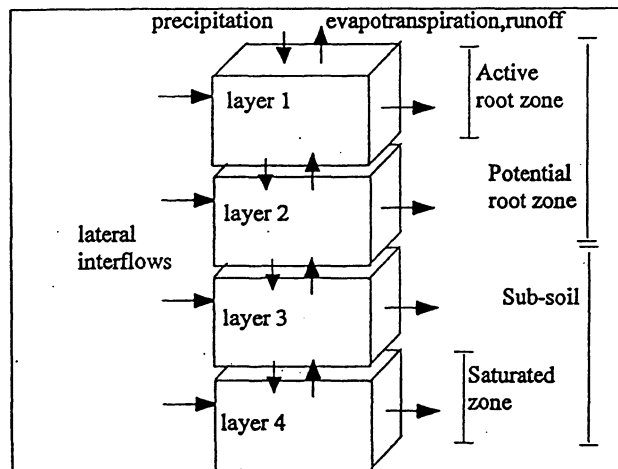 precipitation
evapotranspiration,runoff
layer 1
Active
root zone
Potential
root zone
layer 2
lateral
interflows
layer 3
Sub-soil
Saturated
zone
layer 4